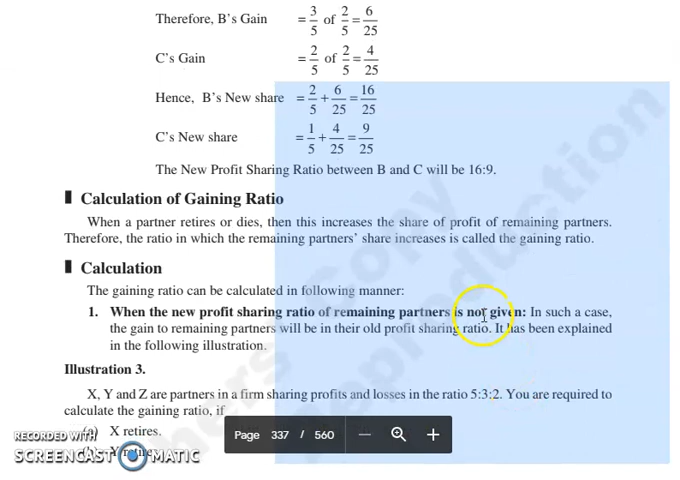 Therefore, B's Gain = 3/5 of 2/5 = 6/25
C's Gain = 2/5 of 2/5 = 4/25
Hence, B's New share = 2/5 + 6/25 = 16/25
C's New share = 1/5 + 4/25 = 9/25
The New Profit Sharing Ratio between B and C will be 16:9.
Calculation of Gaining Ratio
When a partner retires or dies, then this increases the share of profit of remaining partners.
Therefore, the ratio in which the remaining partners' share increases is called the gaining ratio.
Calculation
The gaining ratio can be calculated in following manner:
1. When the new profit sharing ratio of remaining partners is not given: In such a case,
the gain to remaining partners will be in their old profit sharing ratio. It has been explained
in the following illustration.
Illustration 3.
X, Y and Z are partners in a firm sharing profits and losses in the ratio 5:3:2. You are required to
calculate the gaining ratio, if
(a) X retires.
Page 337 / 560
RECORDED WITH
SCREENCAST MATIC